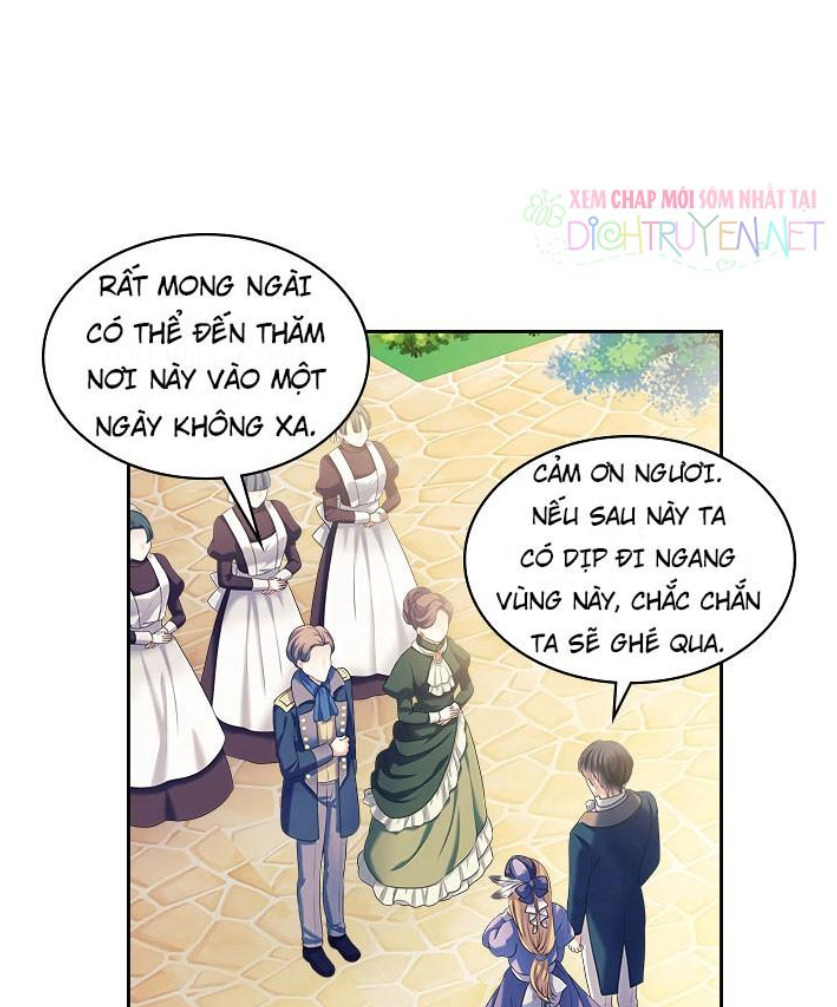 XEM CHAP MỚI SỚM NHẤT TẠI
DICHTRUYEN.NET
RẤT MONG NGÀI
CÓ THỂ ĐẾN THĂM
NƠI NÀY VÀO MỘT
NGÀY KHÔNG XA.
CẢM ƠN NGƯƠI.
NẾU SAU NÀY TA
CÓ DỊP ĐI NGANG
VÙNG NÀY, CHẮC CHẮN
TA SẼ GHÉ QUA.